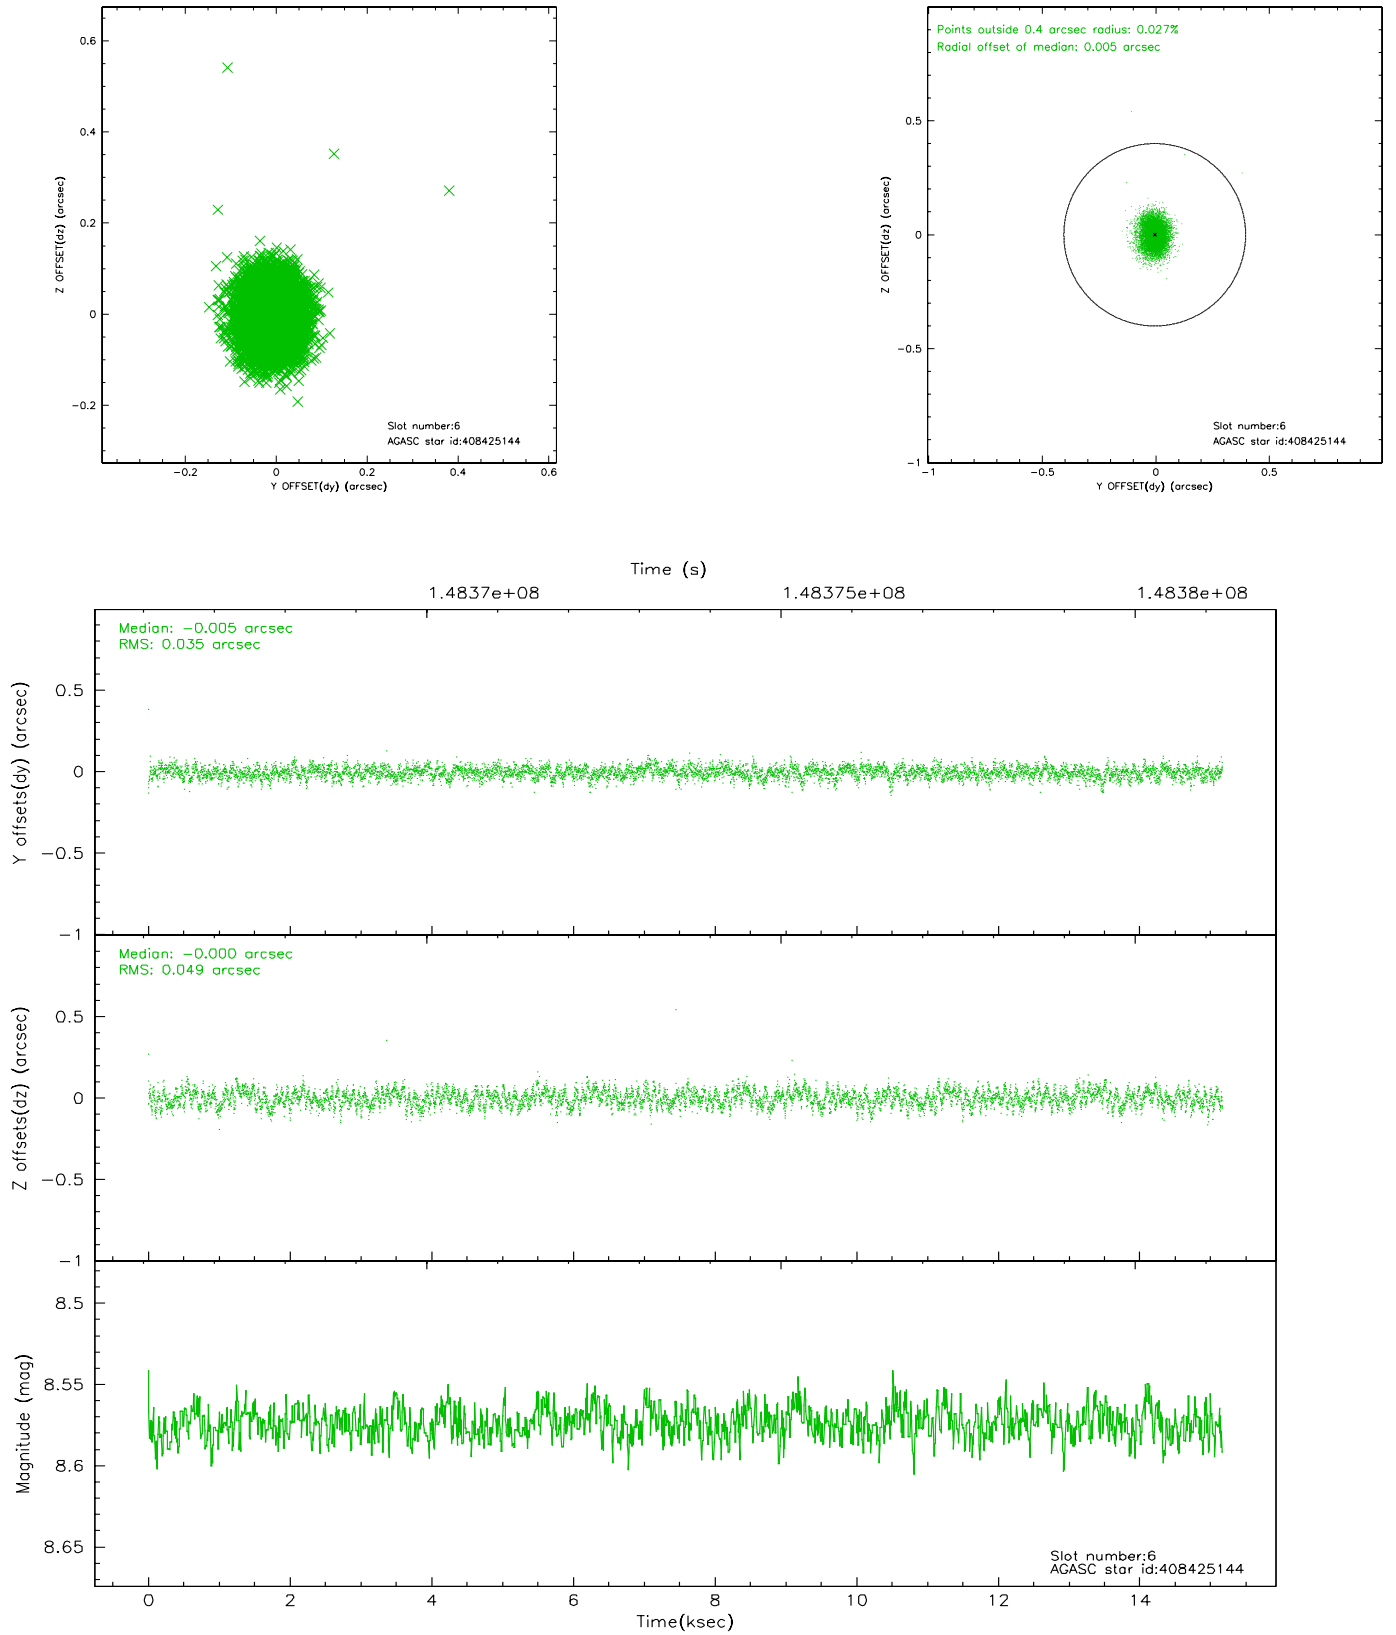 0.6
0.4
0.2
0
−0.2
Z OFFSET(dz) (arcsec)
Slot number:6
AGASC star id:408425144
−0.2 0 0.2 0.4 0.6
Y OFFSET(dy) (arcsec)
Points outside 0.4 arcsec radius: 0.027%
Radial offset of median: 0.005 arcsec
0.5
0
−0.5
−1
Z OFFSET(dz) (arcsec)
Slot number:6
AGASC star id:408425144
−1 −0.5 0 0.5
Y OFFSET(dy) (arcsec)
Time (s)
1.4837e+08 1.48375e+08 1.4838e+08
Median: −0.005 arcsec
RMS: 0.035 arcsec
0.5
0
−0.5
−1
Y offsets(dy) (arcsec)
Median: −0.000 arcsec
RMS: 0.049 arcsec
0.5
0
−0.5
−1
Z offsets(dz) (arcsec)
8.5
8.55
8.6
8.65
Magnitude (mag)
Slot number:6
AGASC star id:408425144
0 2 4 6 8 10 12 14
Time(ksec)